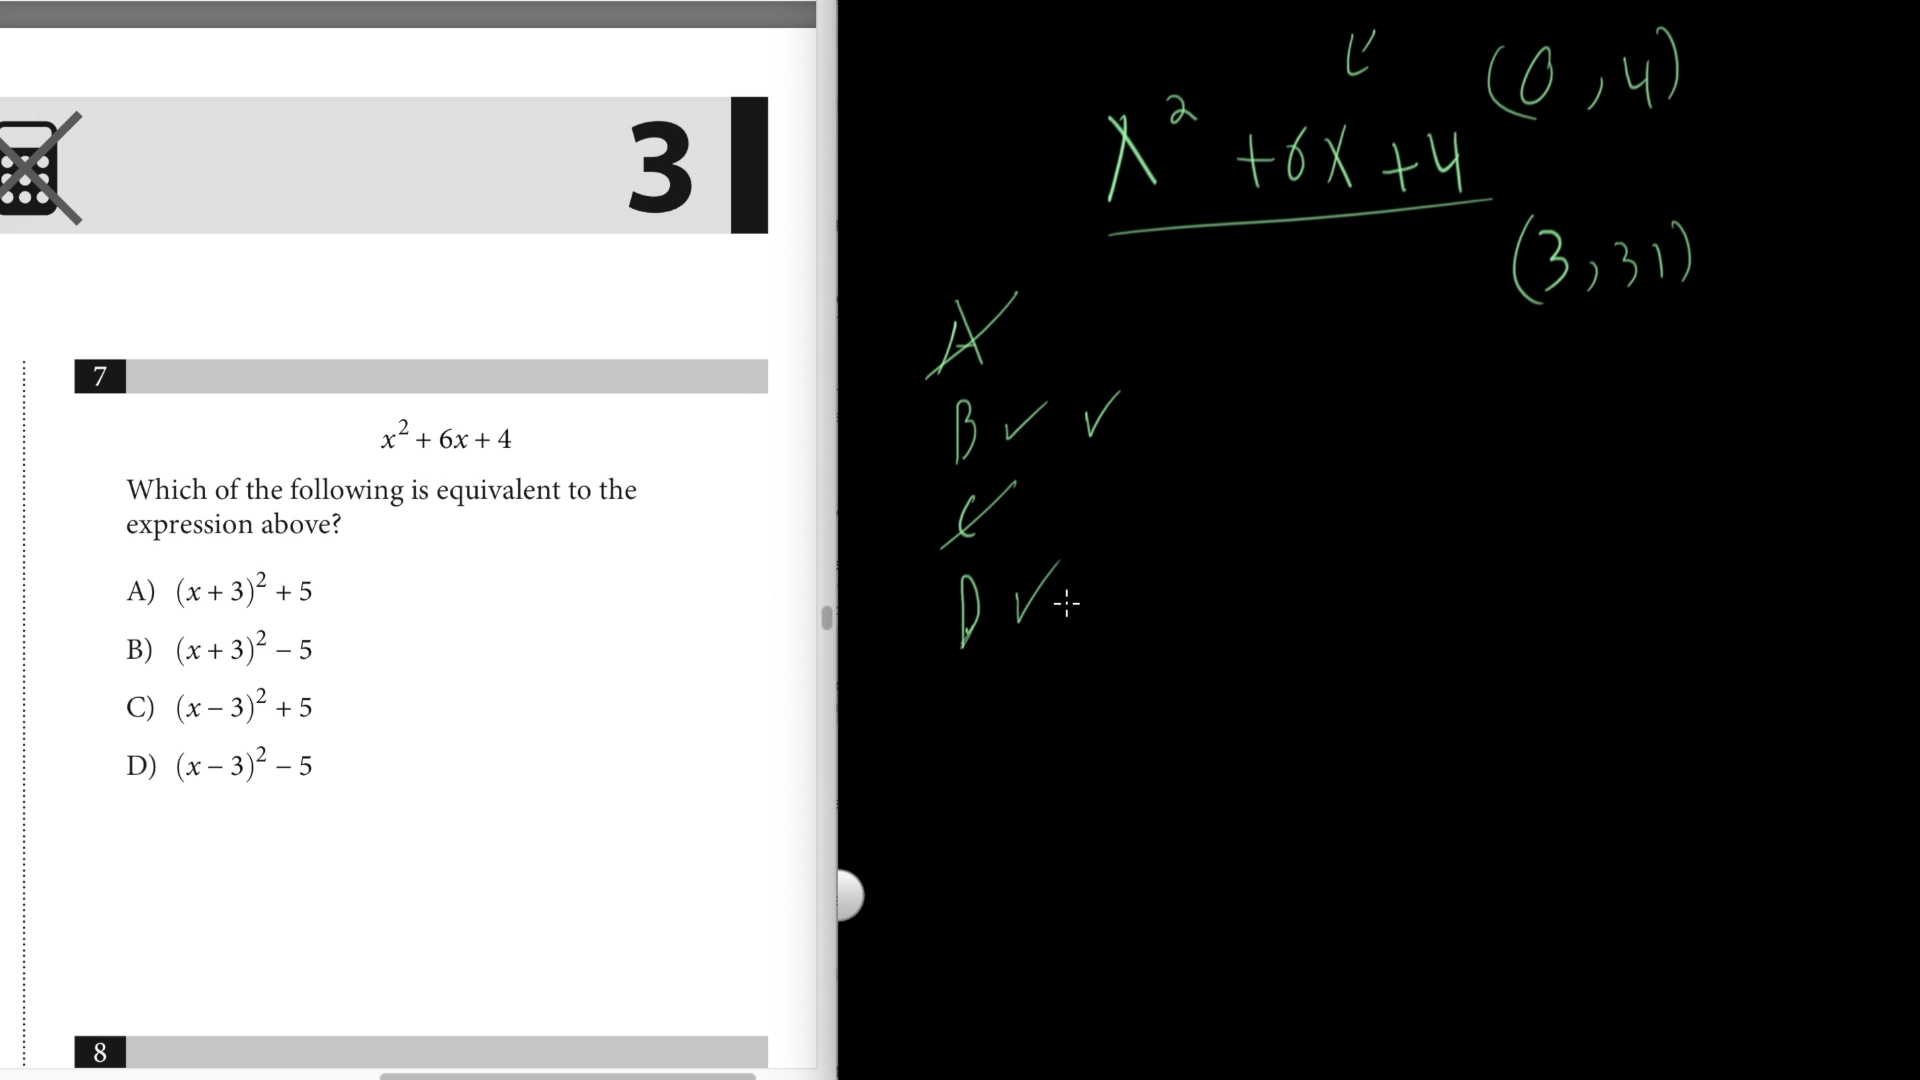 3
7
x² + 6x + 4
Which of the following is equivalent to the
expression above?
A) (x + 3)² + 5
B) (x + 3)² – 5
C) (x – 3)² + 5
D) (x – 3)² – 5
8
(0, 4)
x² + 6x + 4
(3, 31)
A
B ✓ ✓
C
D ✓